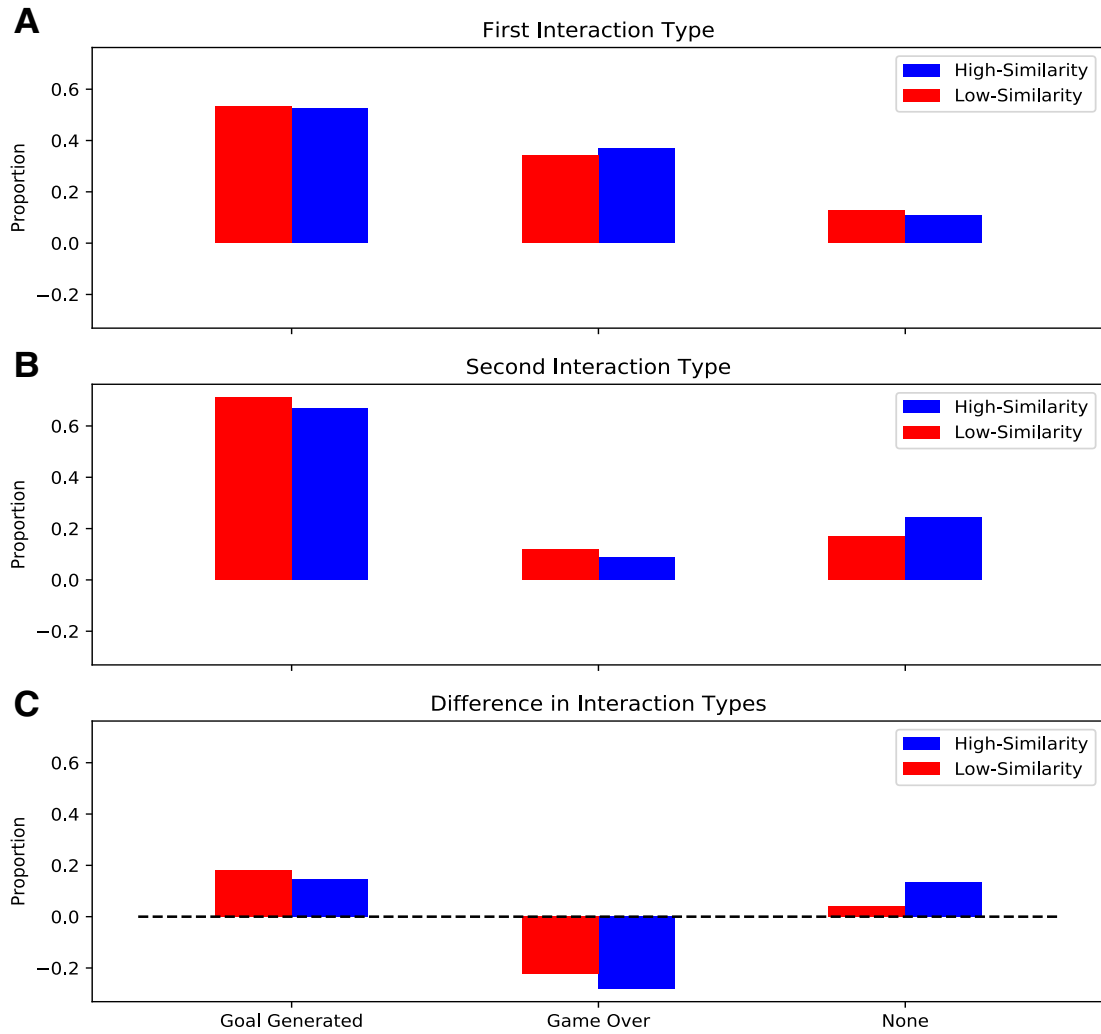 A
First Interaction Type
High-Similarity
Low-Similarity
Proportion
0.6
0.4
0.2
0.0
−0.2
B
Second Interaction Type
High-Similarity
Low-Similarity
Proportion
0.6
0.4
0.2
0.0
−0.2
C
Difference in Interaction Types
High-Similarity
Low-Similarity
Proportion
0.6
0.4
0.2
0.0
−0.2
Goal Generated
Game Over
None